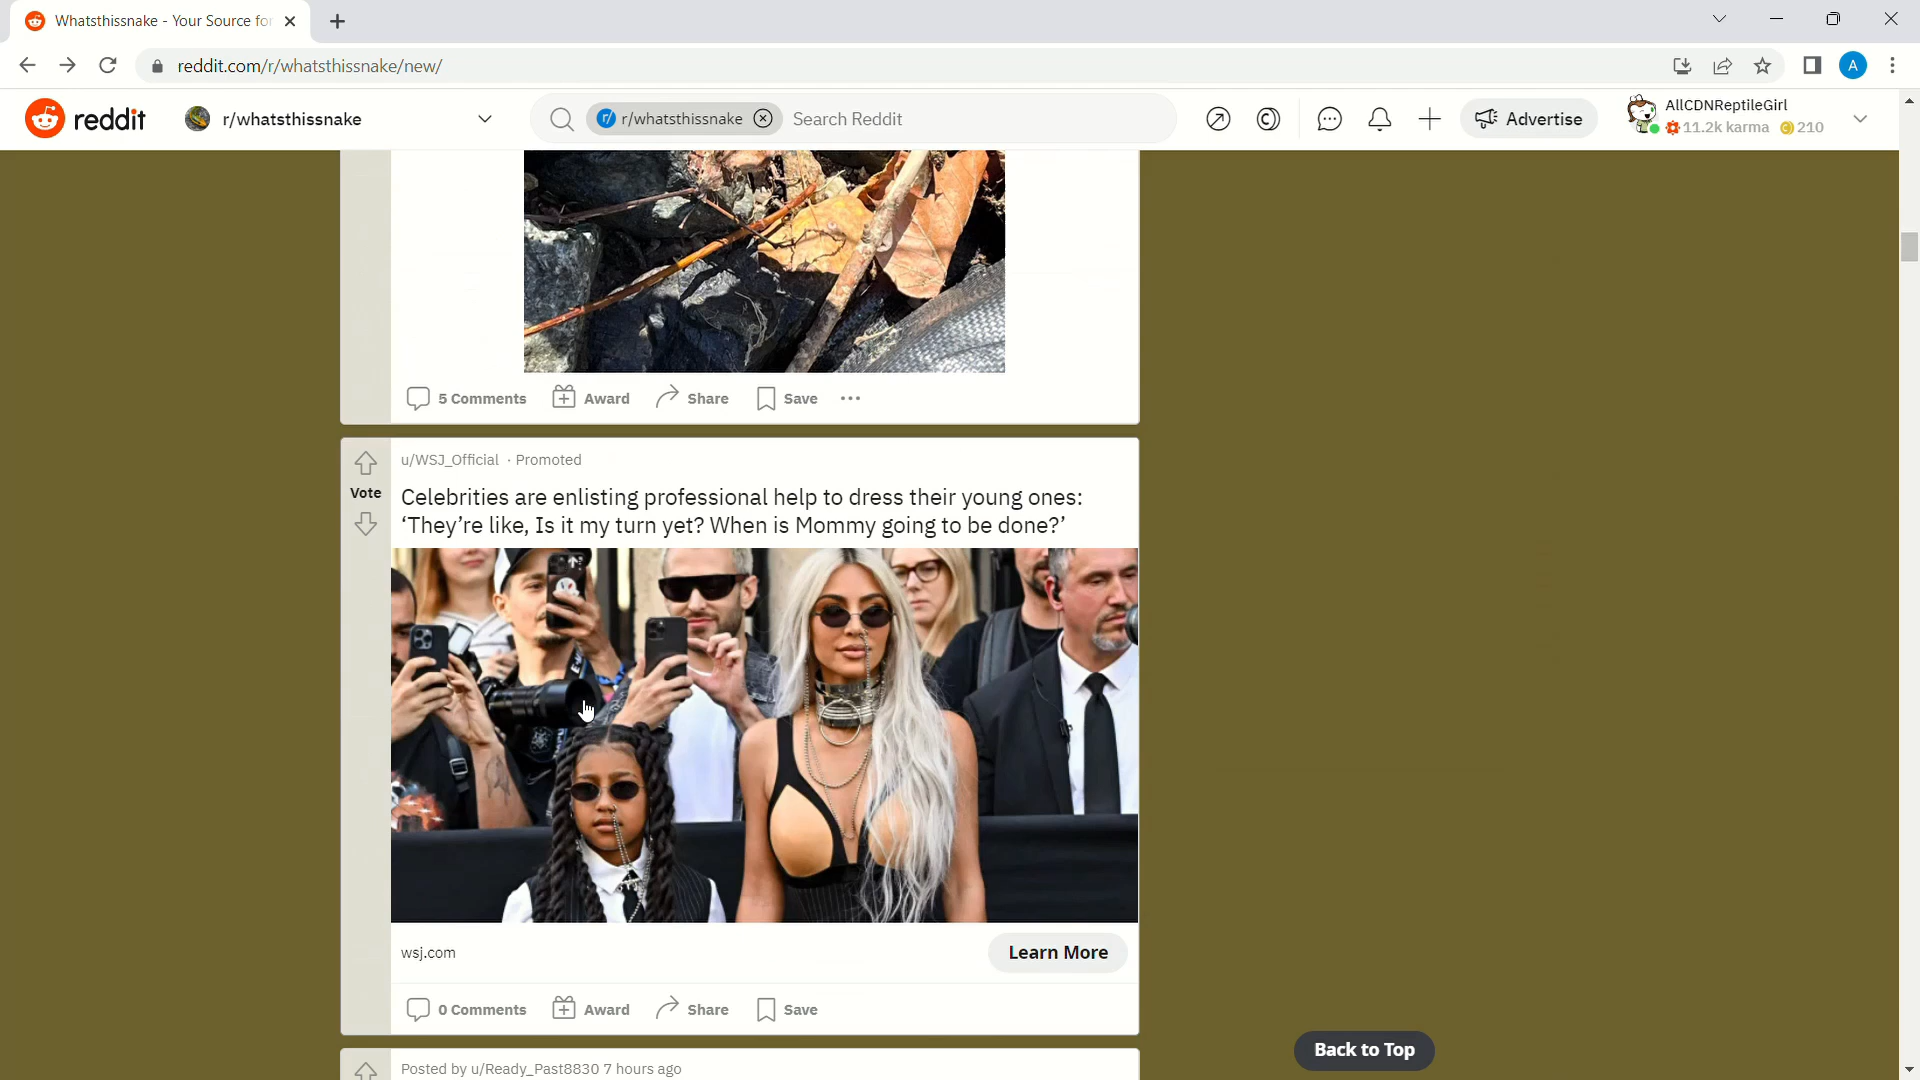 Whatsthissnake - Your Source for
reddit.com/r/whatsthissnake/new/
A
reddit
r/whatsthissnake
r/whatsthissnake
Search Reddit
Advertise
AllCDNReptileGirl
11.2k karma 210
5 Comments
Award
Share
Save
u/WSJ_Official · Promoted
Vote
Celebrities are enlisting professional help to dress their young ones:
‘They’re like, Is it my turn yet? When is Mommy going to be done?’
wsj.com
Learn More
0 Comments
Award
Share
Save
Back to Top
Posted by u/Ready_Past8830 7 hours ago